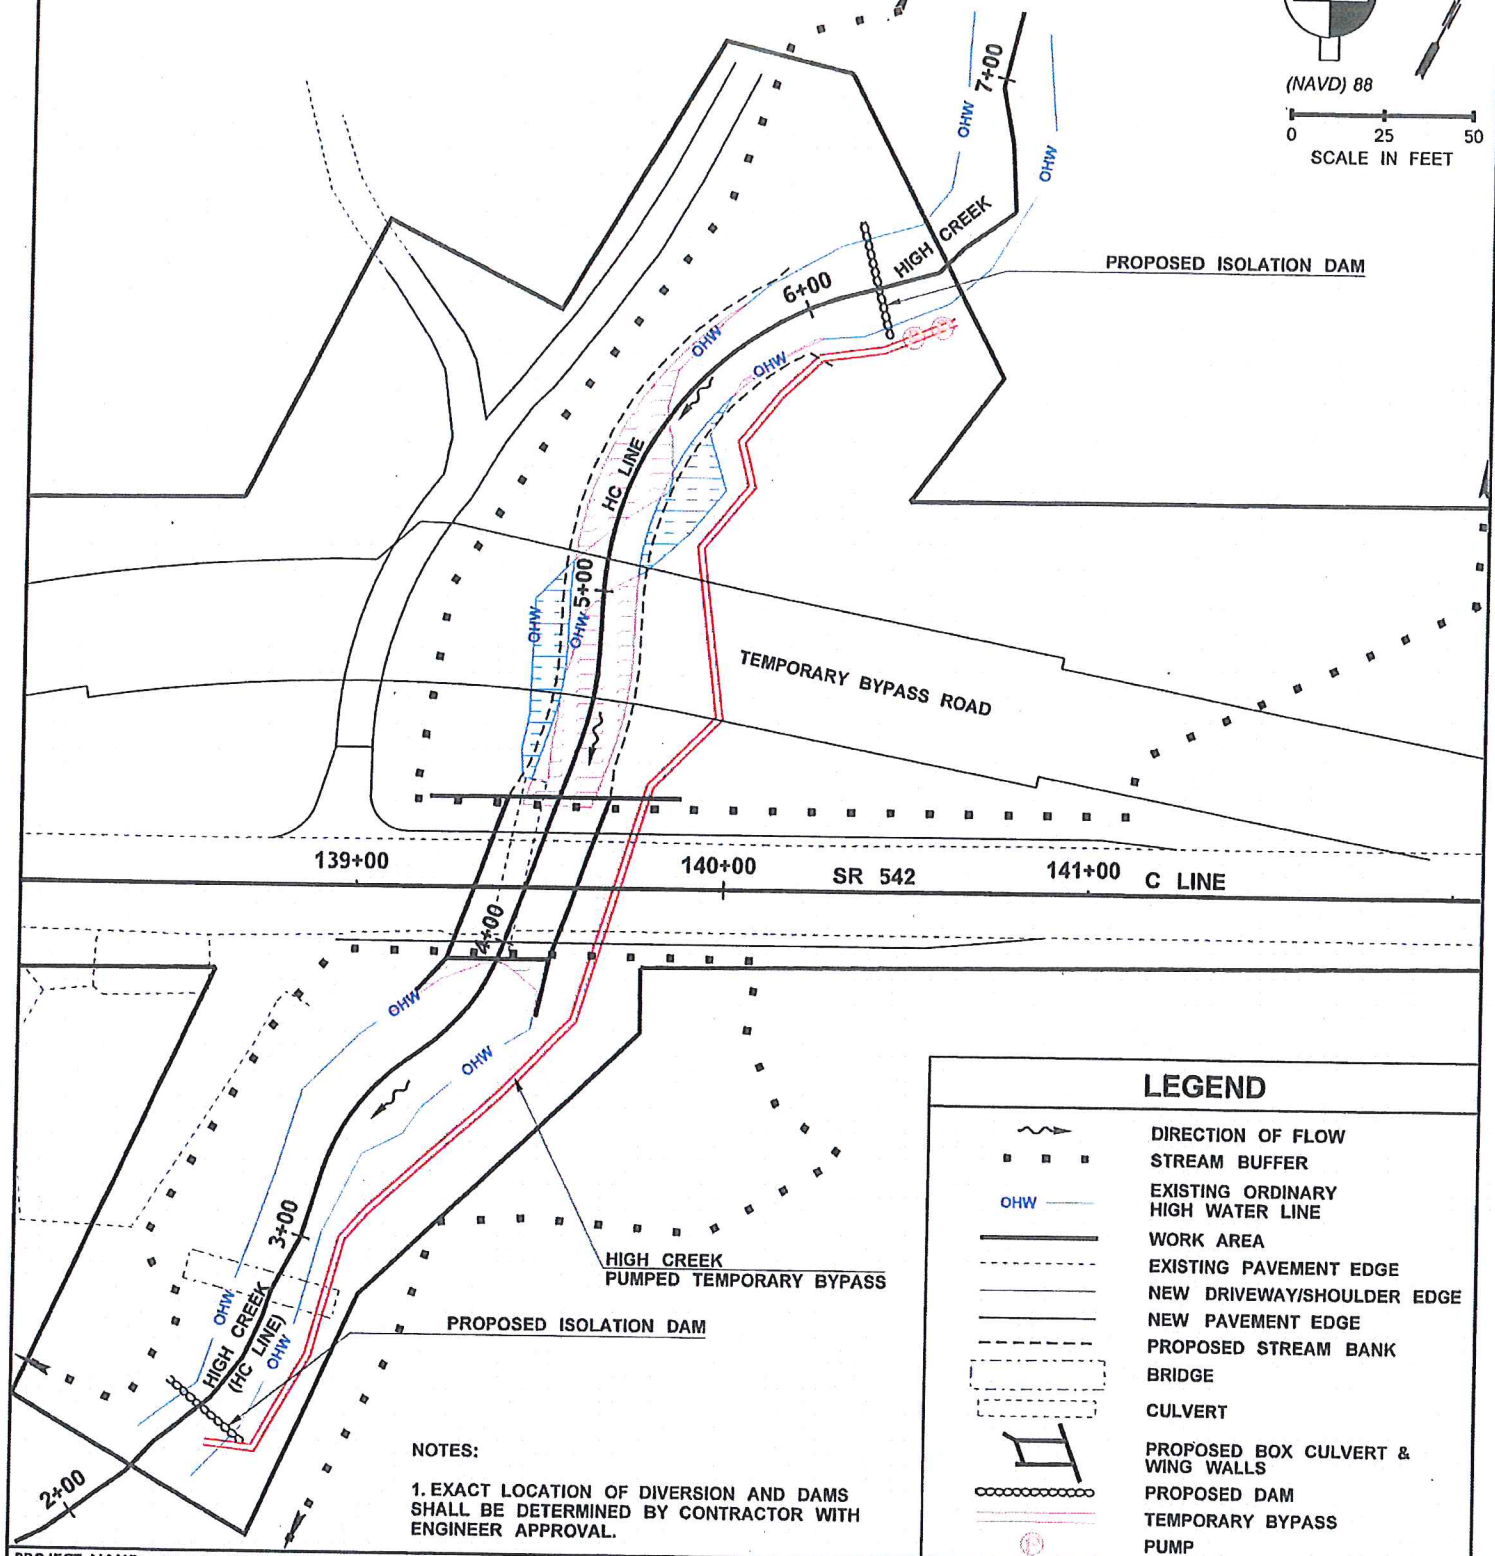 7+00
(NAVD) 88
0 25 50
SCALE IN FEET
OHW
OHW
HIGH CREEK
PROPOSED ISOLATION DAM
6+00
OHW
OHW
HC LINE
5+00
OHW
OHW
TEMPORARY BYPASS ROAD
139+00
140+00
SR 542
141+00
C LINE
4+00
OHW
OHW
3+00
HIGH CREEK
PUMPED TEMPORARY BYPASS
PROPOSED ISOLATION DAM
OHW
HIGH CREEK
(HC LINE)
OHW
2+00
NOTES:
1. EXACT LOCATION OF DIVERSION AND DAMS
SHALL BE DETERMINED BY CONTRACTOR WITH
ENGINEER APPROVAL.
LEGEND
DIRECTION OF FLOW
STREAM BUFFER
OHW
EXISTING ORDINARY
HIGH WATER LINE
WORK AREA
EXISTING PAVEMENT EDGE
NEW DRIVEWAY/SHOULDER EDGE
NEW PAVEMENT EDGE
PROPOSED STREAM BANK
BRIDGE
CULVERT
PROPOSED BOX CULVERT &
WING WALLS
PROPOSED DAM
TEMPORARY BYPASS
PUMP